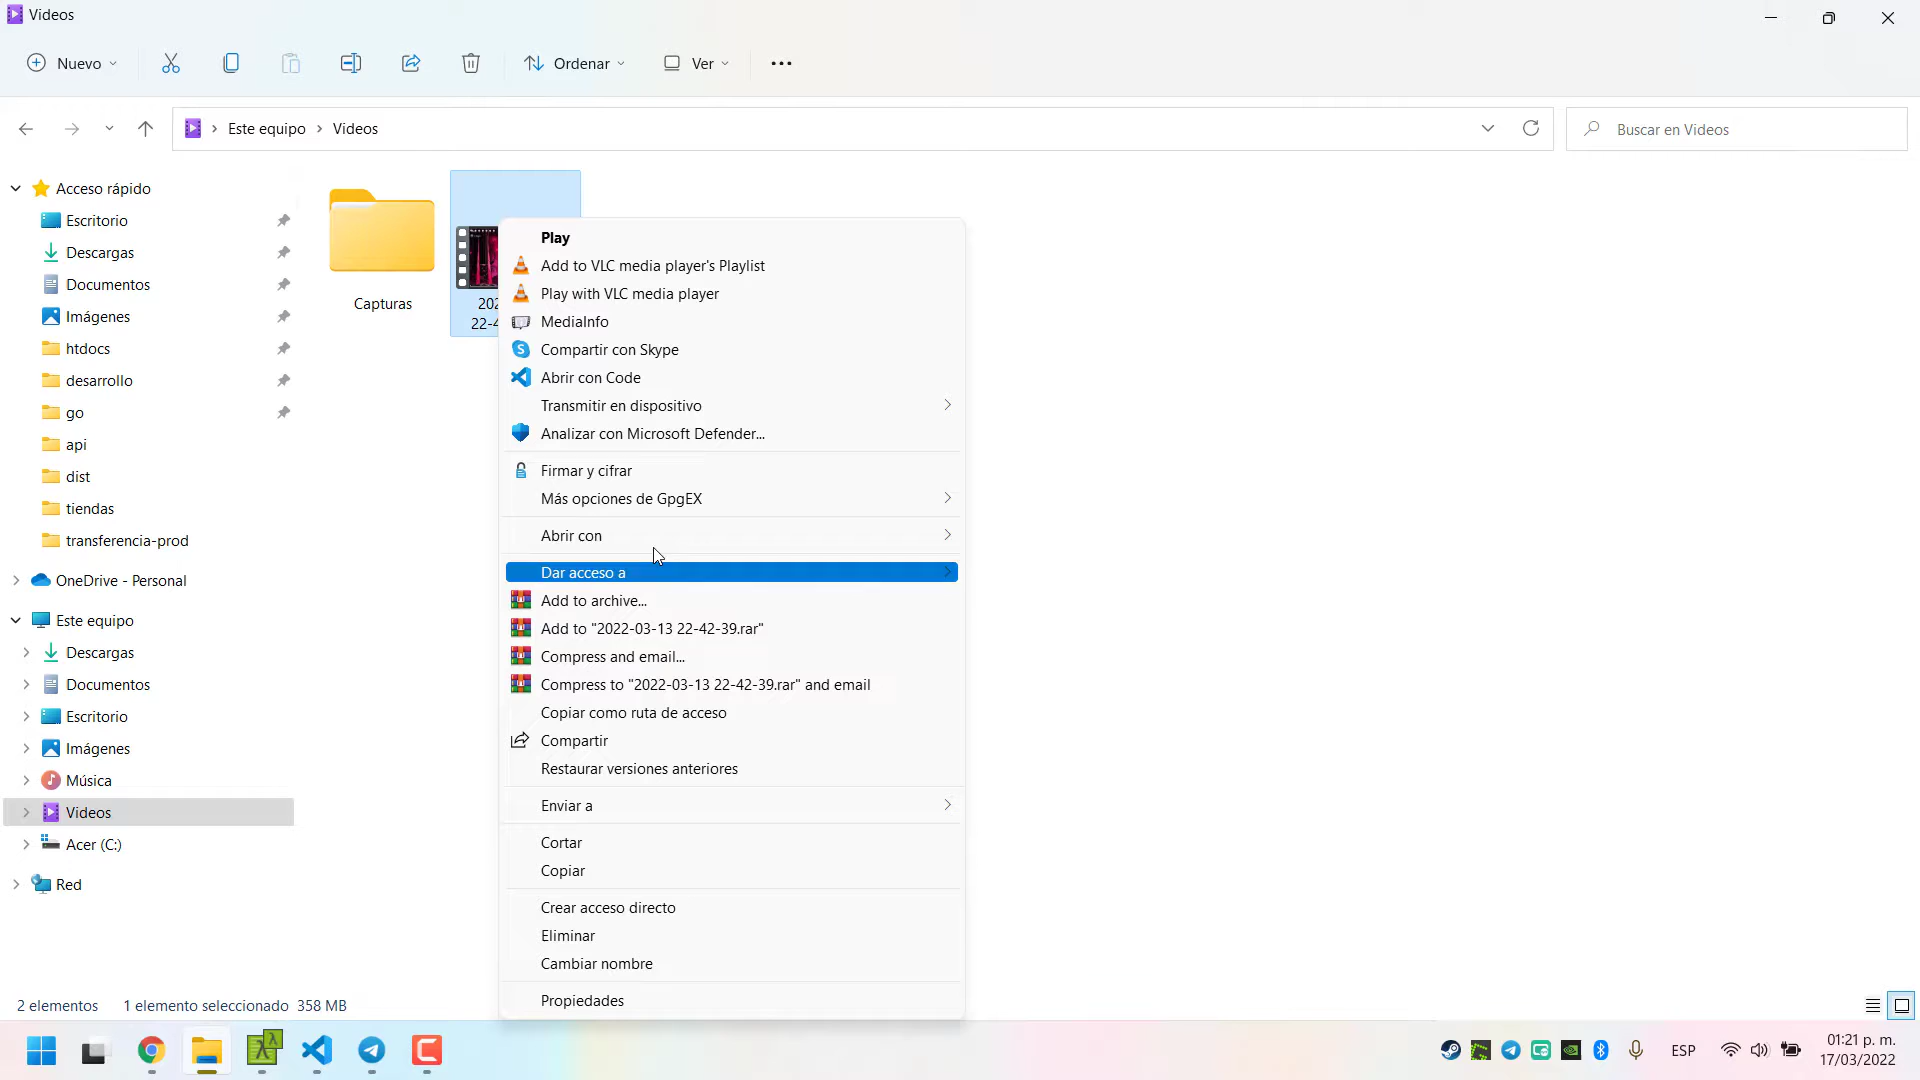 Videos
Nuevo
Ordenar
Ver
Este equipo
Videos
Buscar en Videos
Acceso rápido
Escritorio
Descargas
Documentos
Imágenes
htdocs
desarrollo
go
api
dist
tiendas
transferencia-prod
OneDrive - Personal
Este equipo
Descargas
Documentos
Escritorio
Imágenes
Música
Videos
Acer (C:)
Red
Capturas
202
22-4
Play
Add to VLC media player's Playlist
Play with VLC media player
MediaInfo
Compartir con Skype
Abrir con Code
Transmitir en dispositivo
Analizar con Microsoft Defender...
Firmar y cifrar
Más opciones de GpgEX
Abrir con
Dar acceso a
Add to archive...
Add to "2022-03-13 22-42-39.rar"
Compress and email...
Compress to "2022-03-13 22-42-39.rar" and email
Copiar como ruta de acceso
Compartir
Restaurar versiones anteriores
Enviar a
Cortar
Copiar
Crear acceso directo
Eliminar
Cambiar nombre
Propiedades
2 elementos
1 elemento seleccionado 358 MB
ESP
01:21 p. m.
17/03/2022